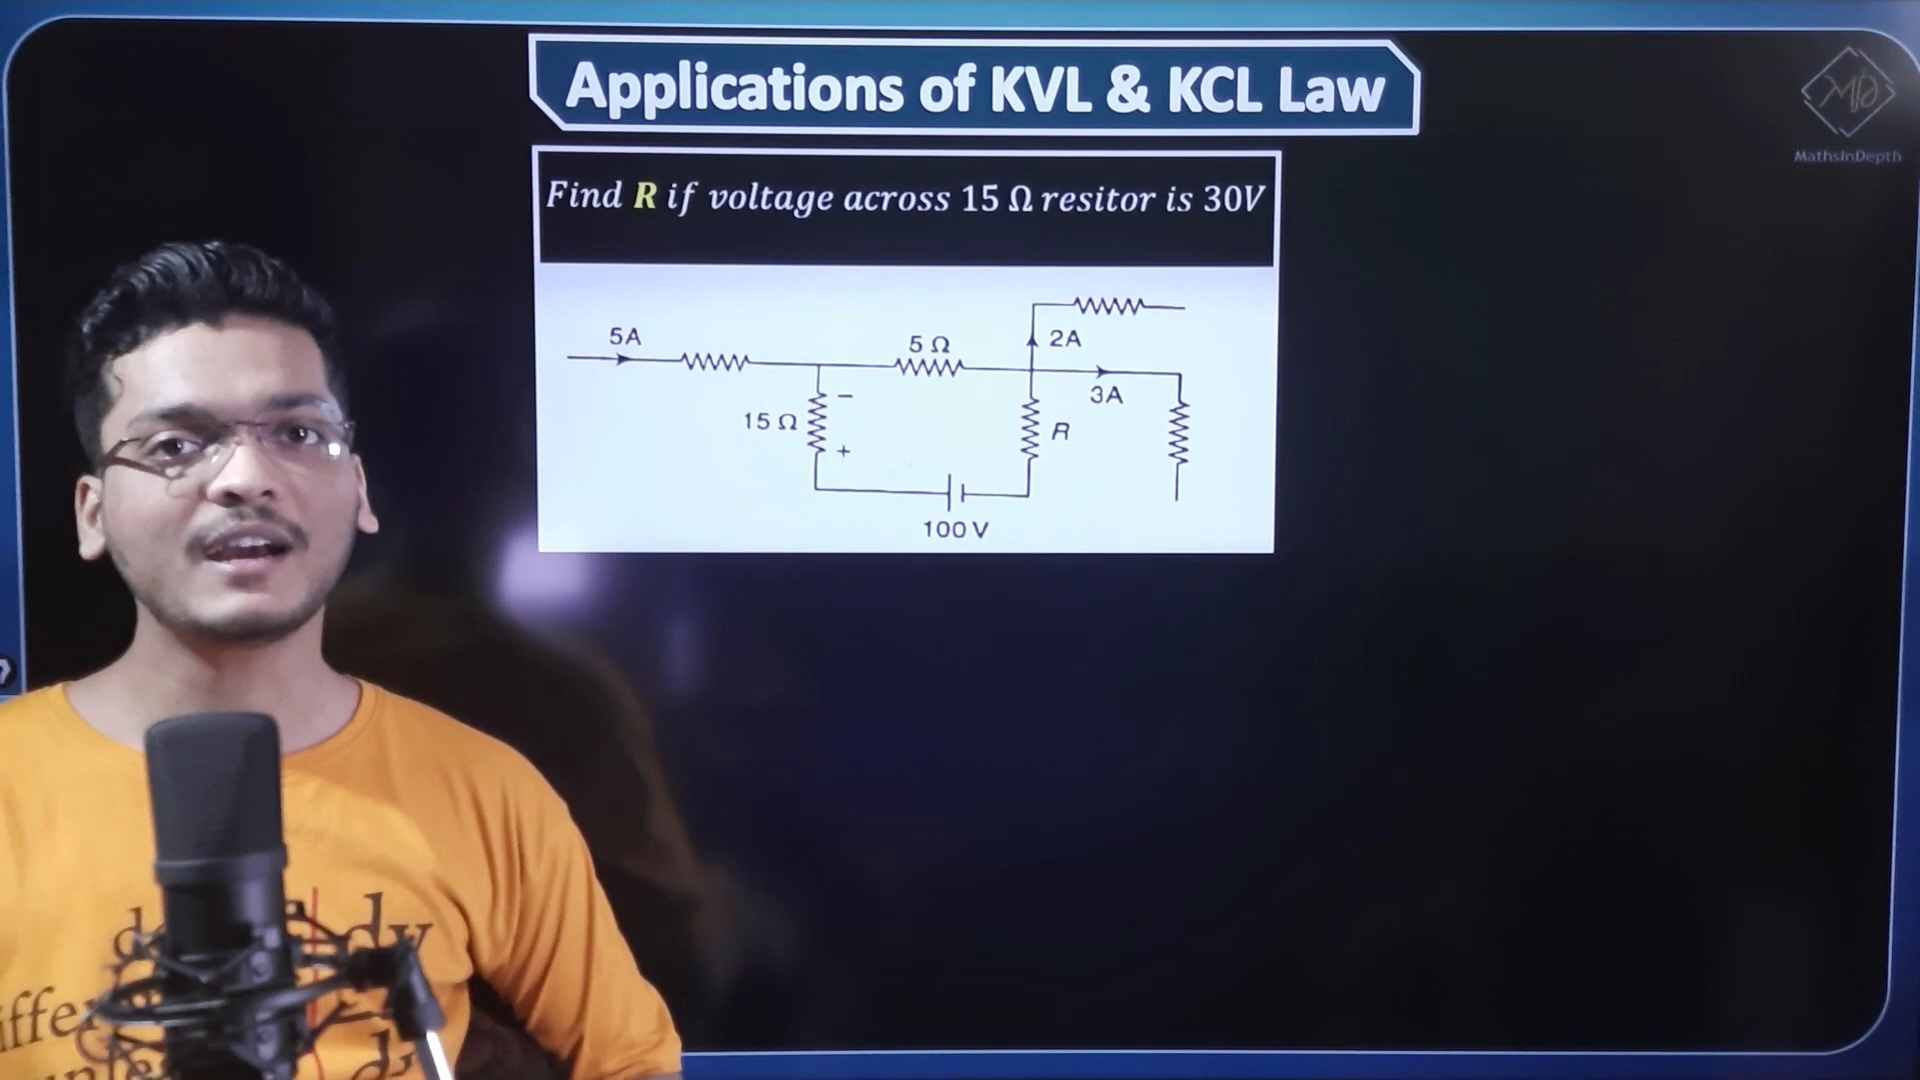 Applications of KVL & KCL Law
MathsInDepth
Find R if voltage across 15 Ω resitor is 30V
5A
5 Ω
2A
3A
15 Ω
−
+
R
100 V
dy